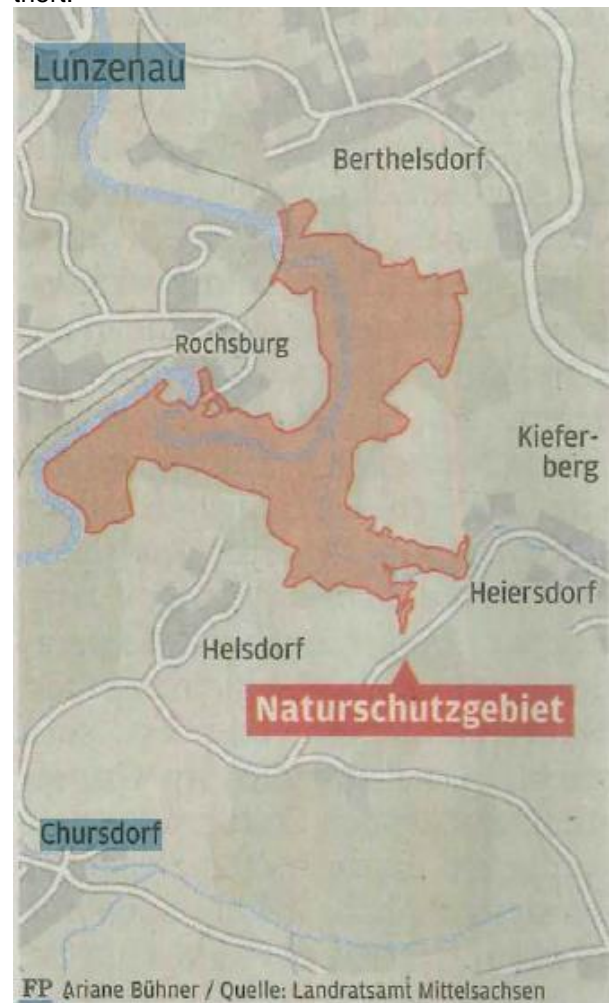 Lunzenau
Berthelsdorf
Rochsburg
Kiefer-
berg
Heiersdorf
Helsdorf
Naturschutzgebiet
Chursdorf
FP Ariane Bühner / Quelle: Landratsamt Mittelsachsen